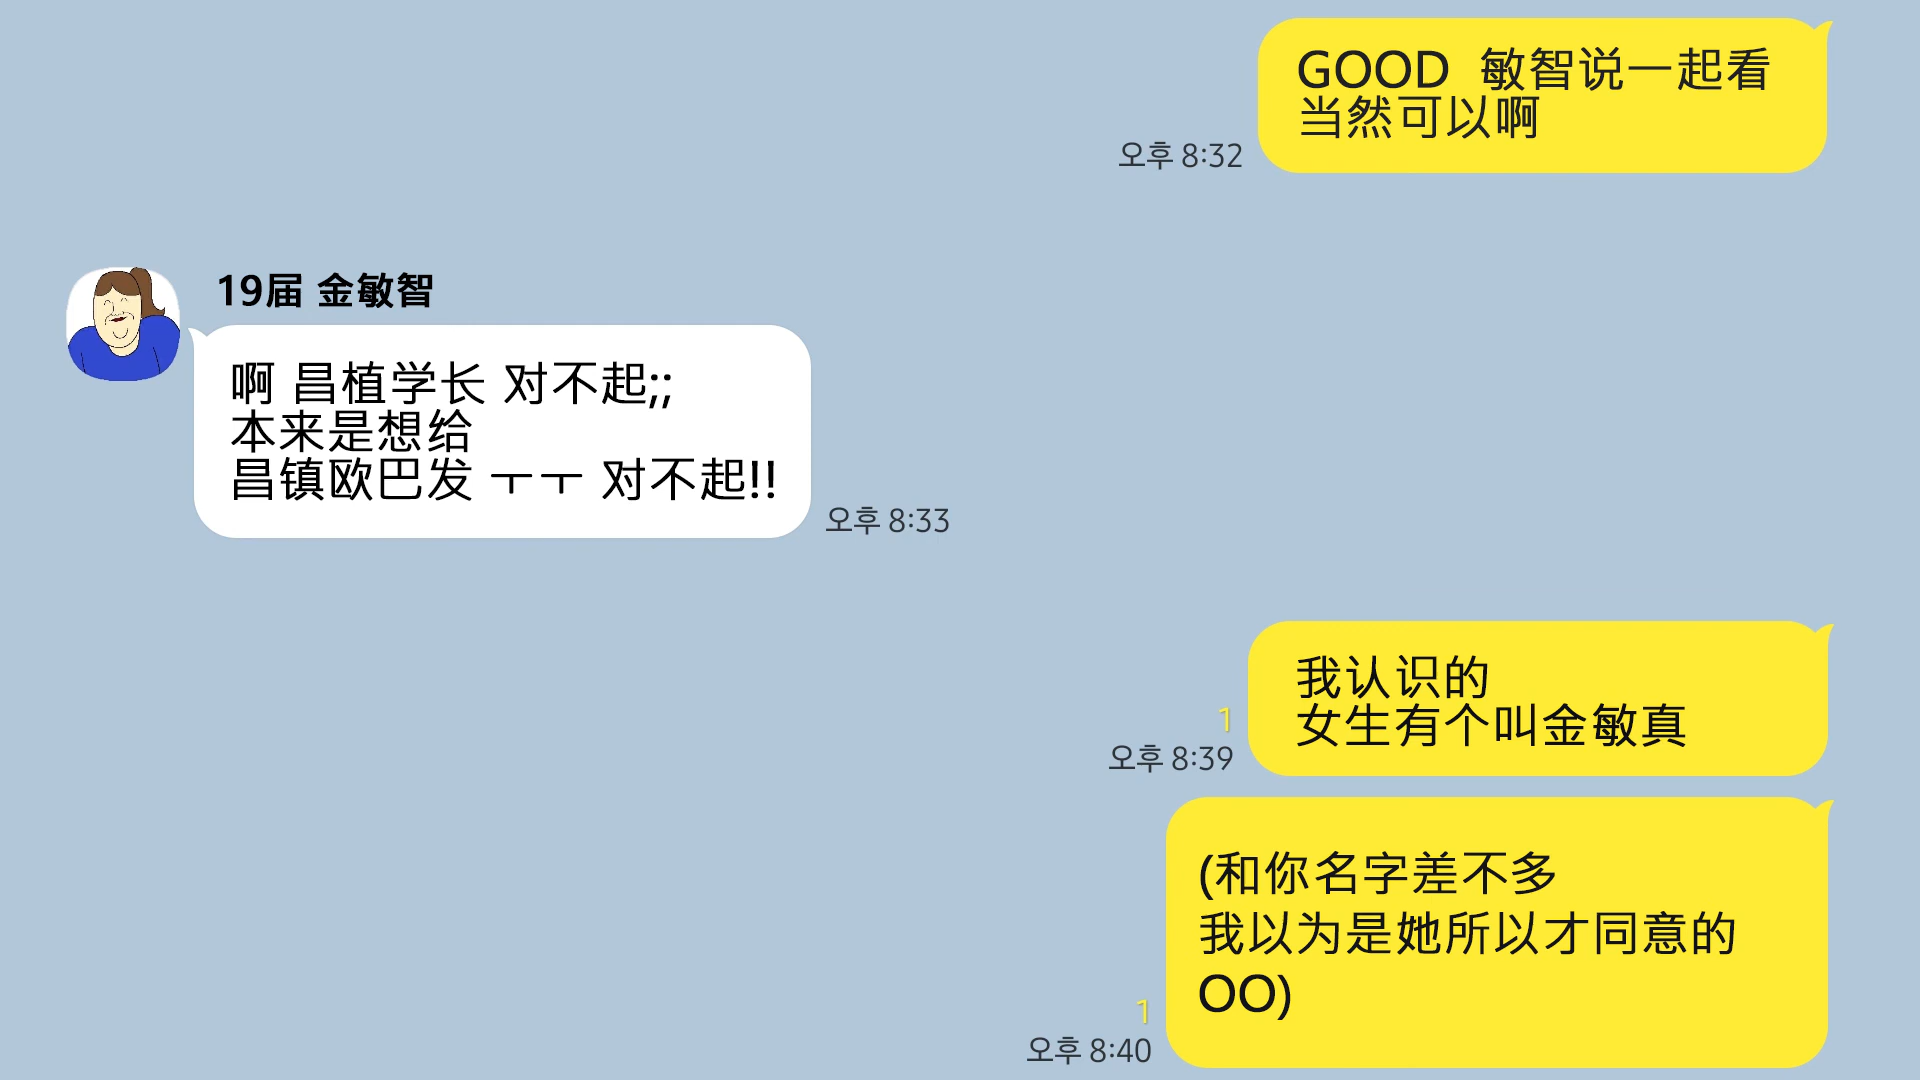 GOOD 敏智说一起看
当然可以啊
오후 8:32
19届 金敏智
啊 昌植学长 对不起;;
本来是想给
昌镇欧巴发 ㅜㅜ 对不起!!
오후 8:33
我认识的
女生有个叫金敏真
1
오후 8:39
(和你名字差不多
我以为是她所以才同意的
OO)
1
오후 8:40